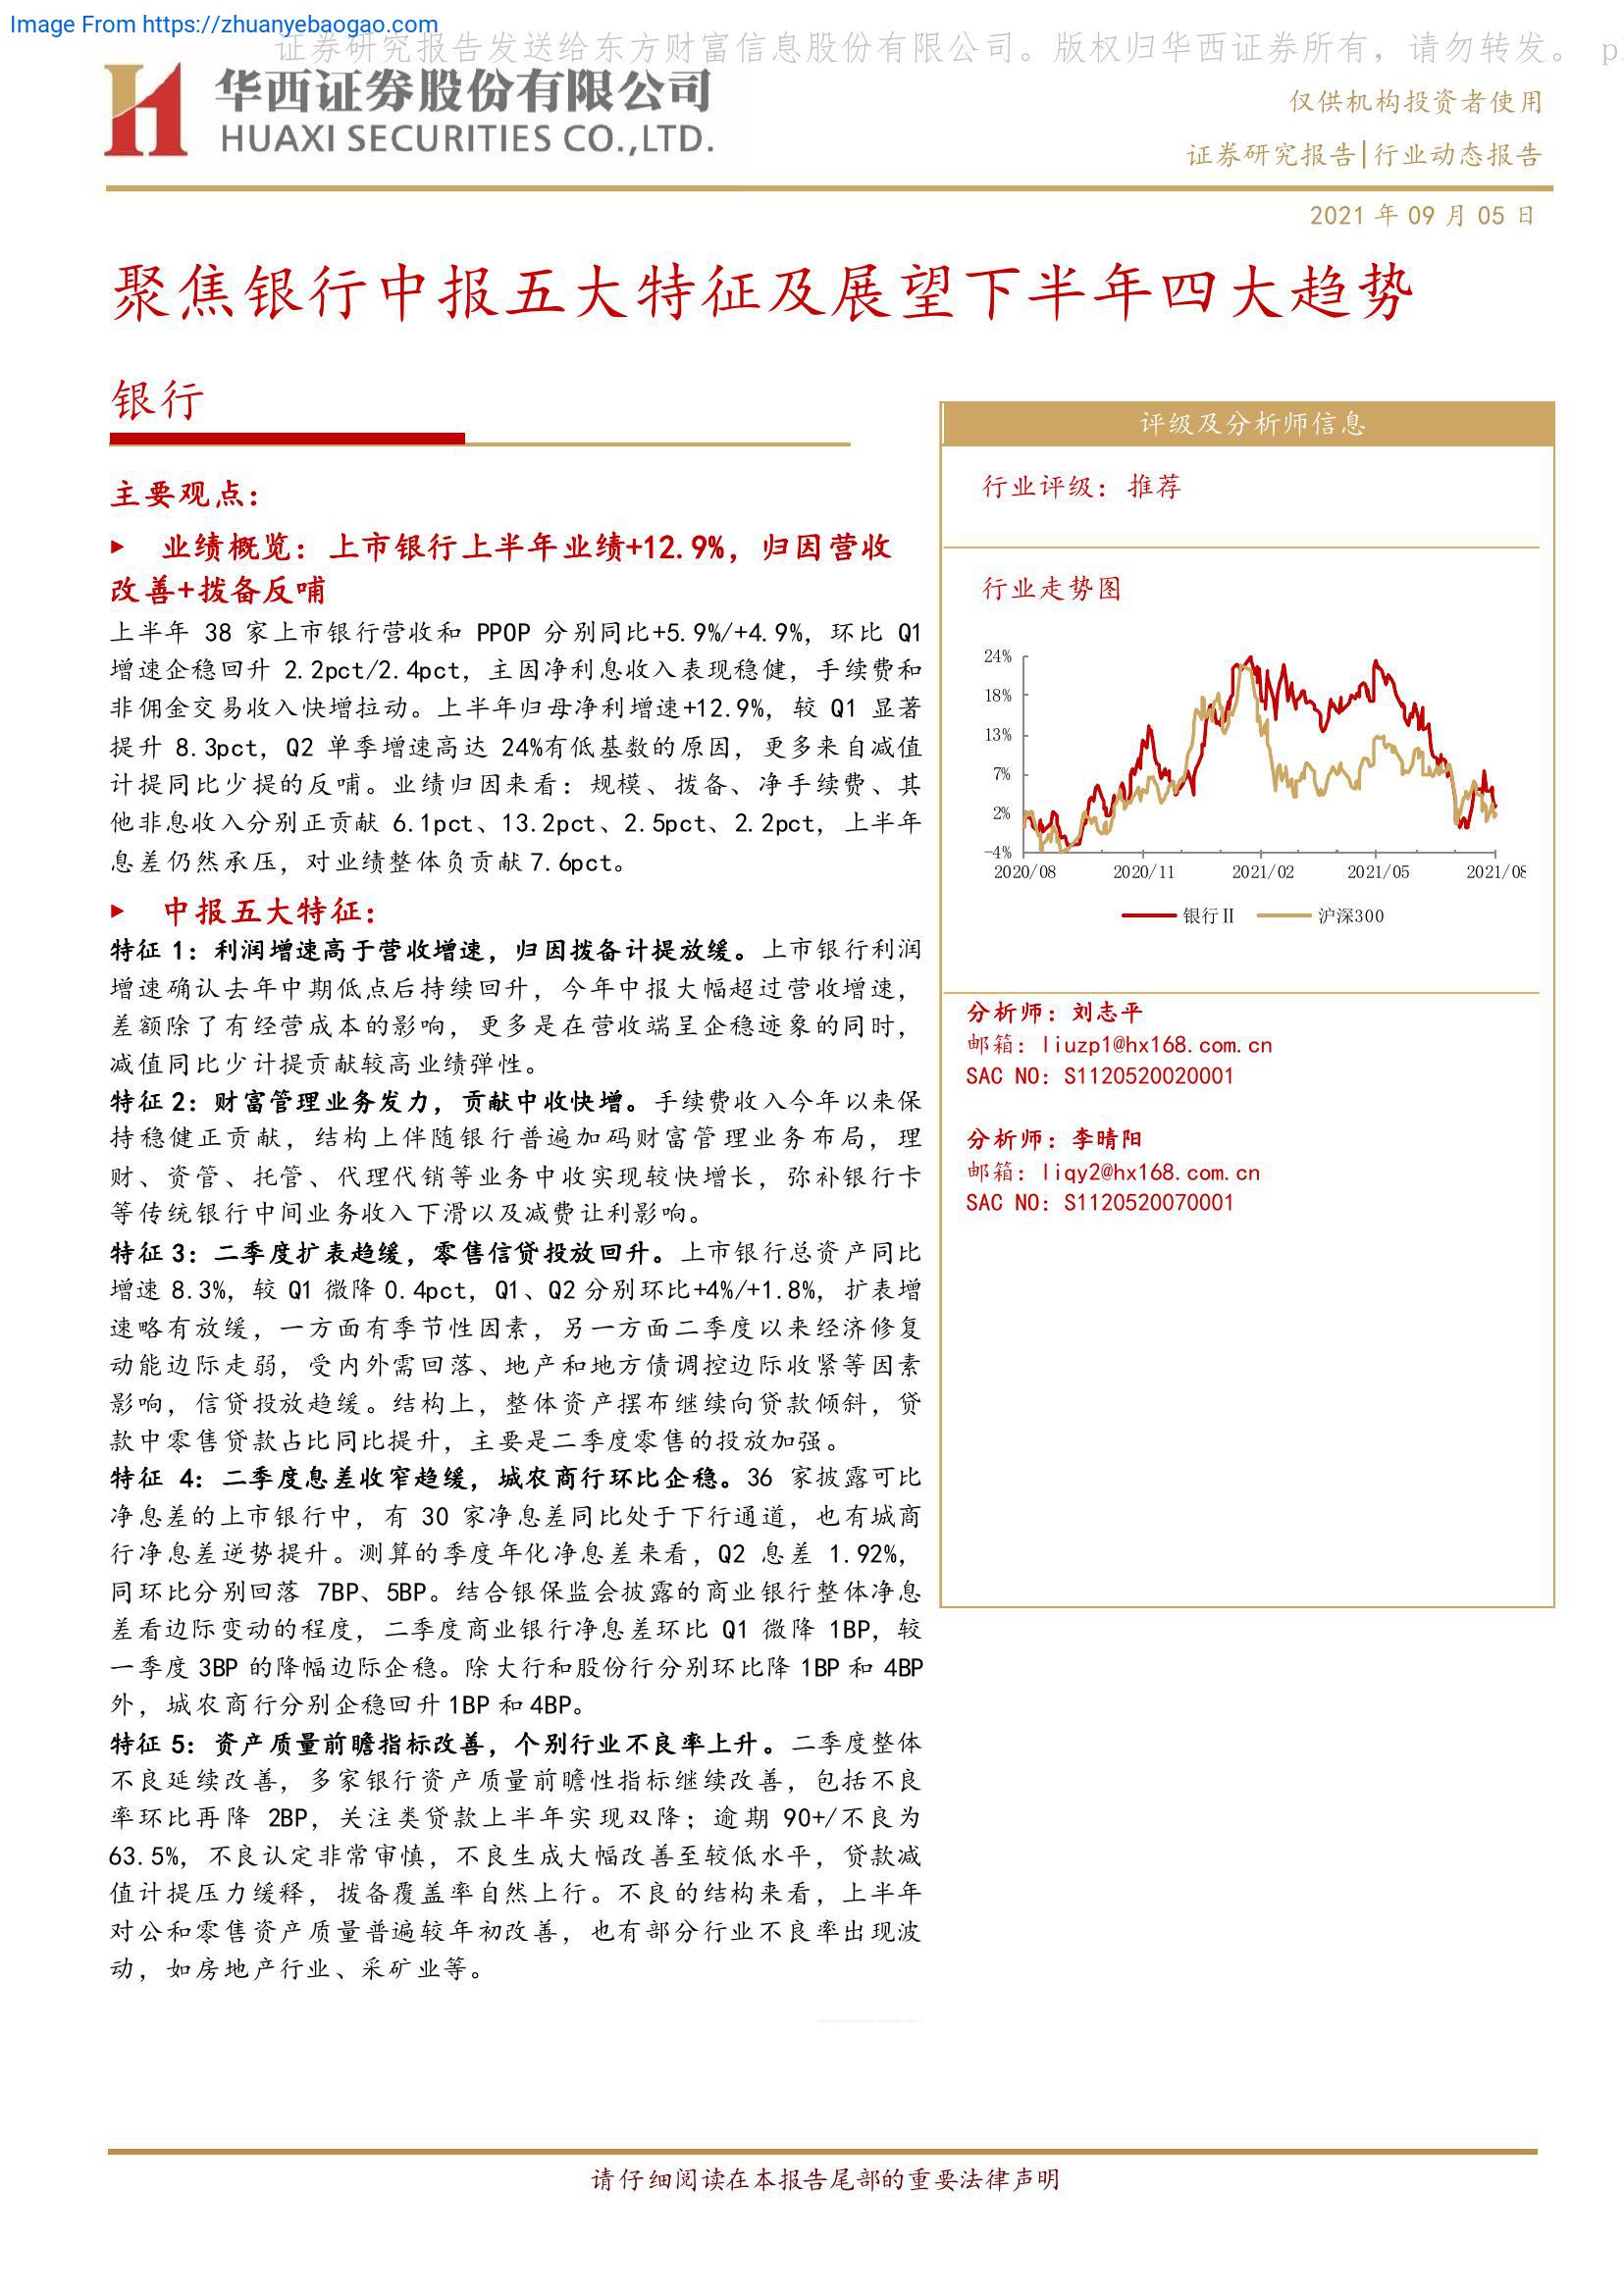 Image From https://zhuanyebaogao.com
证券研究报告发送给东方财富信息股份有限公司。版权归华西证券所有，请勿转发。 p
华西证券股份有限公司
HUAXI SECURITIES CO.,LTD.
仅供机构投资者使用
证券研究报告|行业动态报告
2021 年 09 月 05 日
聚焦银行中报五大特征及展望下半年四大趋势
银行
主要观点：
► 业绩概览：上市银行上半年业绩+12.9%，归因营收
改善+拨备反哺
上半年 38 家上市银行营收和 PPOP 分别同比+5.9%/+4.9%，环比 Q1
增速企稳回升 2.2pct/2.4pct，主因净利息收入表现稳健，手续费和
非佣金交易收入快增拉动。上半年归母净利增速+12.9%，较 Q1 显著
提升 8.3pct，Q2 单季增速高达 24%有低基数的原因，更多来自减值
计提同比少提的反哺。业绩归因来看：规模、拨备、净手续费、其
他非息收入分别正贡献 6.1pct、13.2pct、2.5pct、2.2pct，上半年
息差仍然承压，对业绩整体负贡献 7.6pct。
► 中报五大特征：
特征 1：利润增速高于营收增速，归因拨备计提放缓。上市银行利润
增速确认去年中期低点后持续回升，今年中报大幅超过营收增速，
差额除了有经营成本的影响，更多是在营收端呈企稳迹象的同时，
减值同比少计提贡献较高业绩弹性。
特征 2：财富管理业务发力，贡献中收快增。手续费收入今年以来保
持稳健正贡献，结构上伴随银行普遍加码财富管理业务布局，理
财、资管、托管、代理代销等业务中收实现较快增长，弥补银行卡
等传统银行中间业务收入下滑以及减费让利影响。
特征 3：二季度扩表趋缓，零售信贷投放回升。上市银行总资产同比
增速 8.3%，较 Q1 微降 0.4pct，Q1、Q2 分别环比+4%/+1.8%，扩表增
速略有放缓，一方面有季节性因素，另一方面二季度以来经济修复
动能边际走弱，受内外需回落、地产和地方债调控边际收紧等因素
影响，信贷投放趋缓。结构上，整体资产摆布继续向贷款倾斜，贷
款中零售贷款占比同比提升，主要是二季度零售的投放加强。
特征 4：二季度息差收窄趋缓，城农商行环比企稳。36 家披露可比
净息差的上市银行中，有 30 家净息差同比处于下行通道，也有城商
行净息差逆势提升。测算的季度年化净息差来看，Q2 息差 1.92%，
同环比分别回落 7BP、5BP。结合银保监会披露的商业银行整体净息
差看边际变动的程度，二季度商业银行净息差环比 Q1 微降 1BP，较
一季度 3BP 的降幅边际企稳。除大行和股份行分别环比降 1BP 和 4BP
外，城农商行分别企稳回升 1BP 和 4BP。
特征 5：资产质量前瞻指标改善，个别行业不良率上升。二季度整体
不良延续改善，多家银行资产质量前瞻性指标继续改善，包括不良
率环比再降 2BP，关注类贷款上半年实现双降；逾期 90+/不良为
63.5%，不良认定非常审慎，不良生成大幅改善至较低水平，贷款减
值计提压力缓释，拨备覆盖率自然上行。不良的结构来看，上半年
对公和零售资产质量普遍较年初改善，也有部分行业不良率出现波
动，如房地产行业、采矿业等。
评级及分析师信息
行业评级：推荐
行业走势图
24%
18%
13%
7%
2%
-4%
2020/08 2020/11 2021/02 2021/05 2021/08
银行Ⅱ 沪深300
分析师：刘志平
邮箱：liuzp1@hx168.com.cn
SAC NO：S1120520020001
分析师：李晴阳
邮箱：liqy2@hx168.com.cn
SAC NO：S1120520070001
请仔细阅读在本报告尾部的重要法律声明